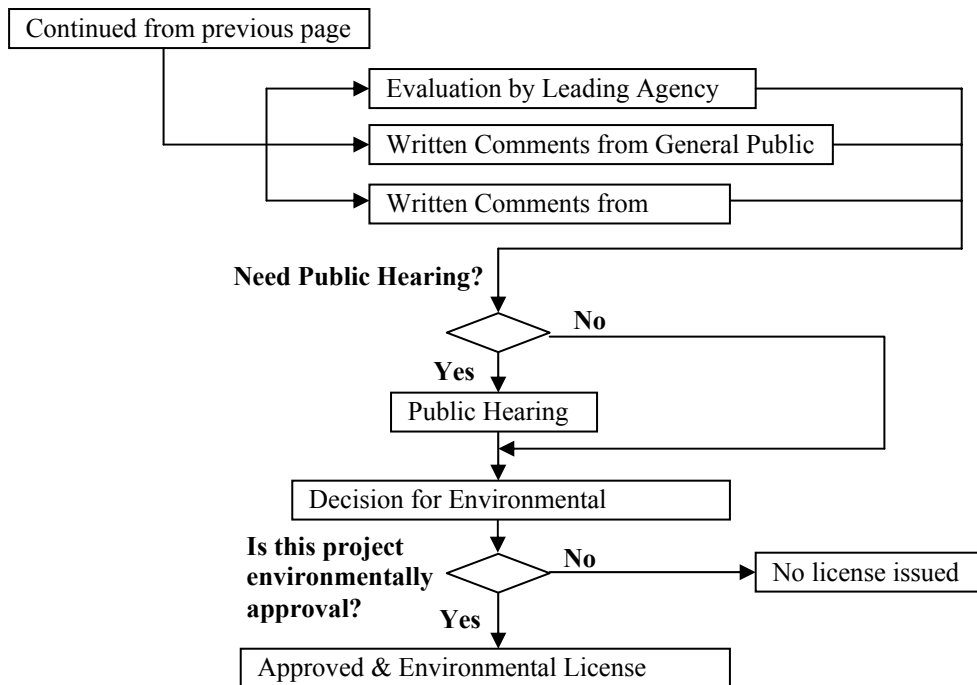 Continued from previous page
Evaluation by Leading Agency
Written Comments from General Public
Written Comments from
Need Public Hearing?
No
Yes
Public Hearing
Decision for Environmental
Is this project
environmentally
approval?
No
No license issued
Yes
Approved & Environmental License